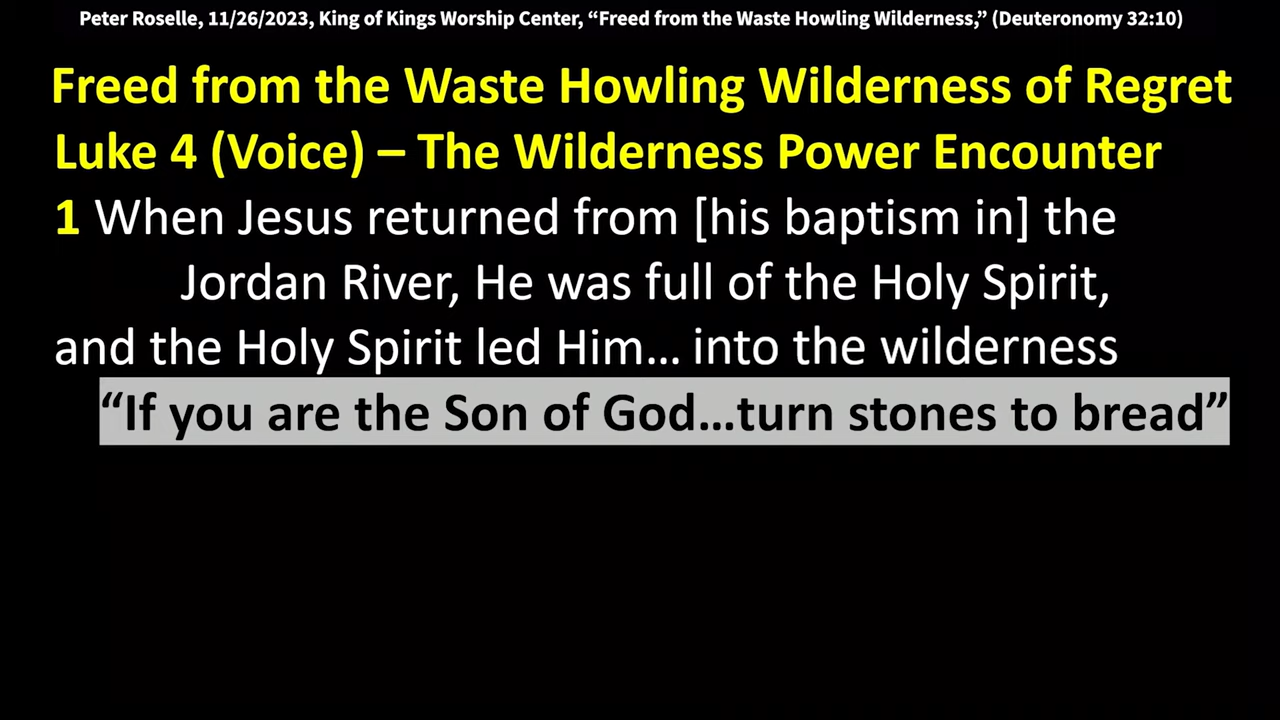 Peter Roselle, 11/26/2023, King of Kings Worship Center, “Freed from the Waste Howling Wilderness,” (Deuteronomy 32:10)
Freed from the Waste Howling Wilderness of Regret
Luke 4 (Voice) – The Wilderness Power Encounter
1 When Jesus returned from [his baptism in] the
Jordan River, He was full of the Holy Spirit,
and the Holy Spirit led Him… into the wilderness
“If you are the Son of God…turn stones to bread”